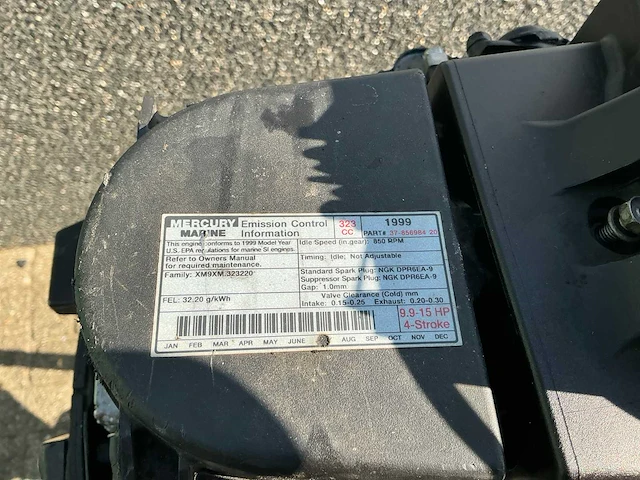 MERCURY MARINE Emission Control Information 323 CC 1999 PART# 37-856984 20
This engine conforms to 1999 Model Year
U.S. EPA regulations for marine SI engines.
Refer to Owners Manual
for required maintenance.
Family: XM9XM.323220
FEL: 32.20 g/kWh
Idle Speed (in.gear): 850 RPM
Timing: Idle; Not Adjustable
Standard Spark Plug: NGK DPR6EA-9
Suppressor Spark Plug: NGK DPR6EA-9
Gap: 1.0mm
Valve Clearance (Cold) mm
Intake: 0.15-0.25 Exhaust: 0.20-0.30
9.9-15 HP
4-Stroke
JAN FEB MAR APR MAY JUNE AUG SEP OCT NOV DEC